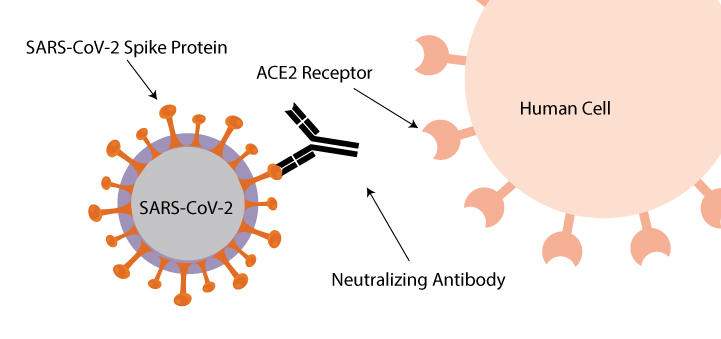 SARS-CoV-2 Spike Protein
ACE2 Receptor
Human Cell
SARS-CoV-2
Neutralizing Antibody